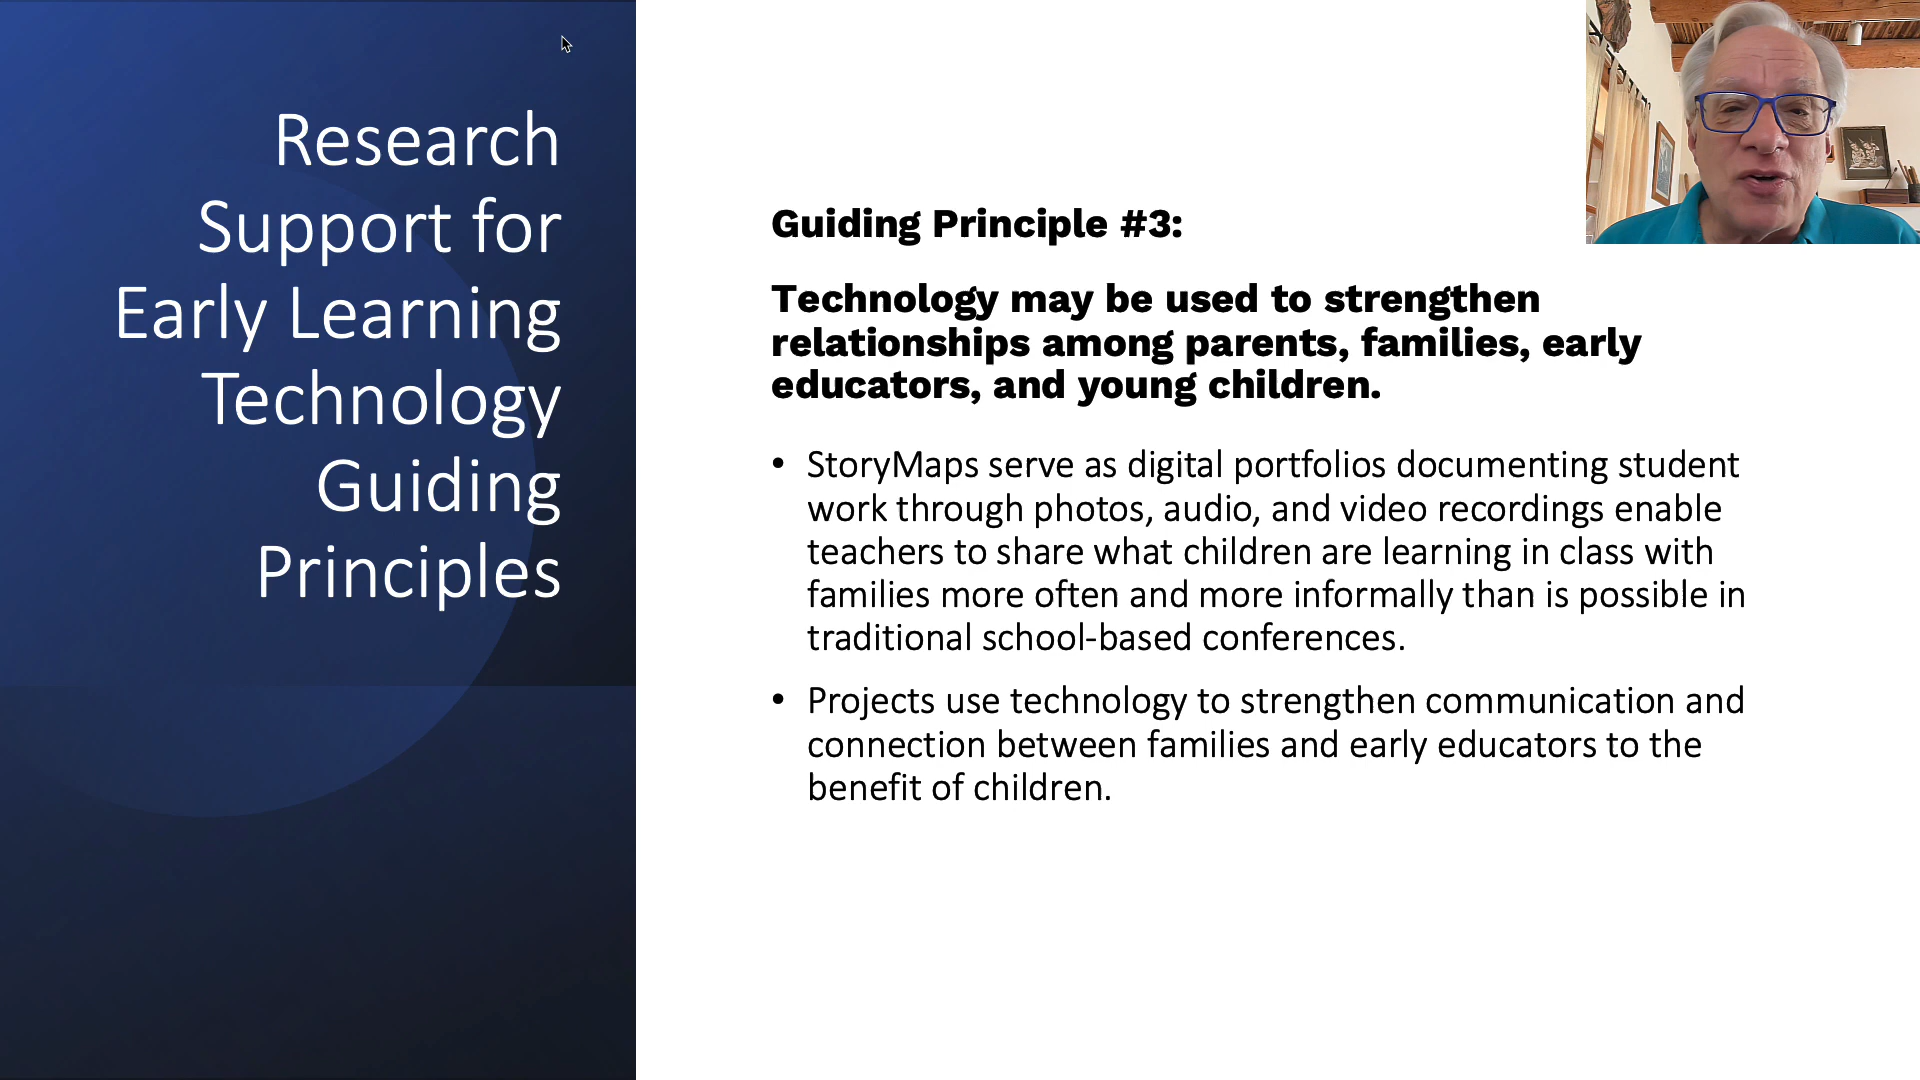 Research
Support for
Early Learning
Technology
Guiding
Principles
Guiding Principle #3:
Technology may be used to strengthen
relationships among parents, families, early
educators, and young children.
• StoryMaps serve as digital portfolios documenting student
work through photos, audio, and video recordings enable
teachers to share what children are learning in class with
families more often and more informally than is possible in
traditional school-based conferences.
• Projects use technology to strengthen communication and
connection between families and early educators to the
benefit of children.